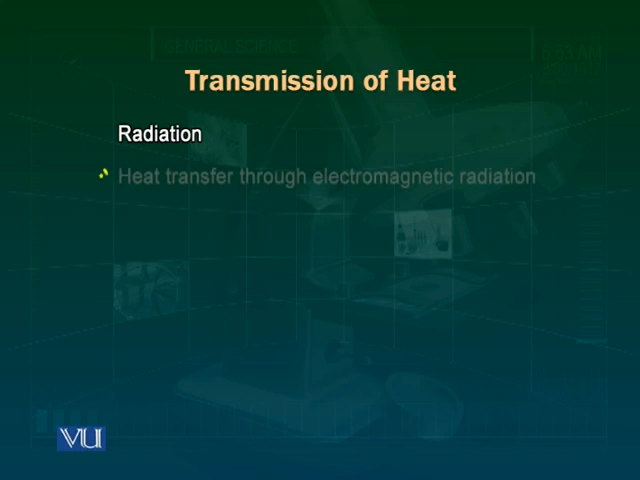 GENERAL SCIENCE
Transmission of Heat
Radiation
Heat transfer through electromagnetic radiation
VU